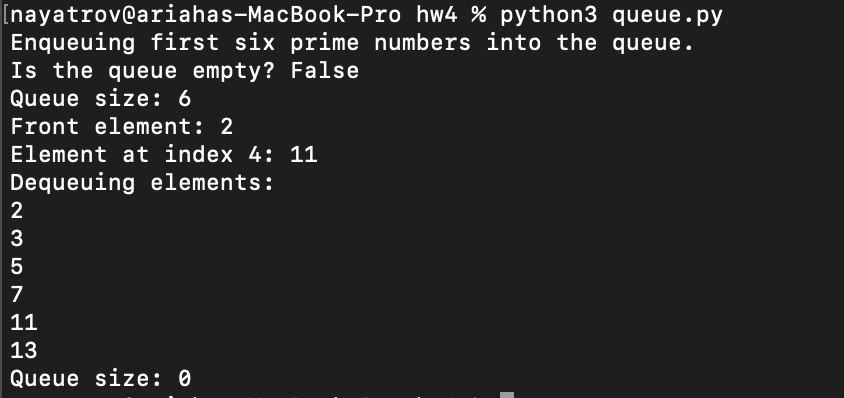 [nayatrov@ariahas-MacBook-Pro hw4 % python3 queue.py
Enqueuing first six prime numbers into the queue.
Is the queue empty? False
Queue size: 6
Front element: 2
Element at index 4: 11
Dequeuing elements:
2
3
5
7
11
13
Queue size: 0